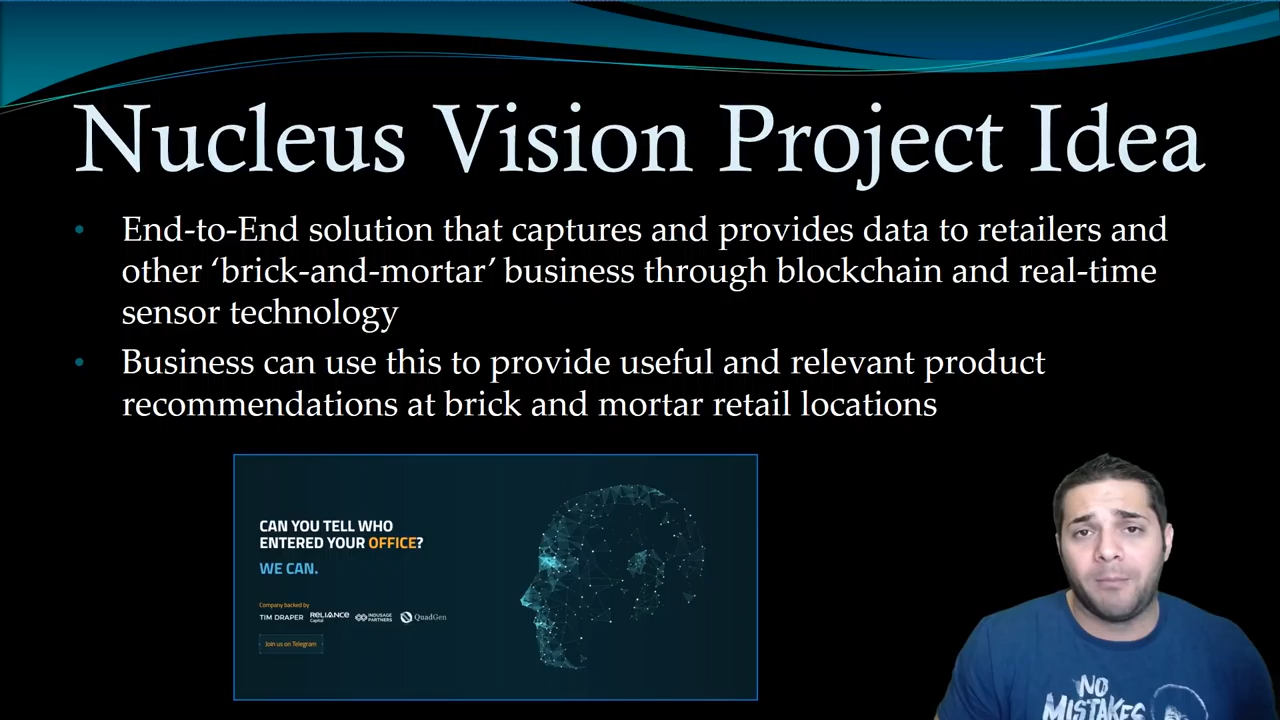 Nucleus Vision Project Idea
• End-to-End solution that captures and provides data to retailers and
other ‘brick-and-mortar’ business through blockchain and real-time
sensor technology
• Business can use this to provide useful and relevant product
recommendations at brick and mortar retail locations
CAN YOU TELL WHO
ENTERED YOUR OFFICE?
WE CAN.
Company backed by
TIM DRAPER RELIANCE Capital INDUSAGE PARTNERS QuadGen
Join us on Telegram
NO
MISTAKES